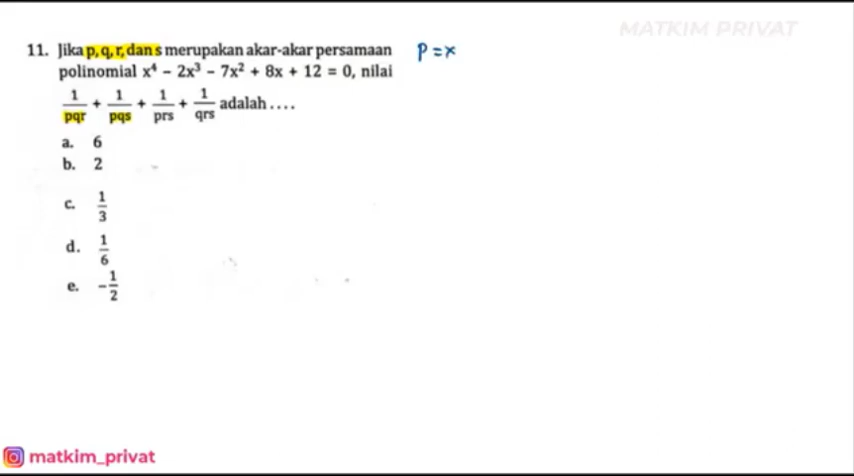 MATKIM PRIVAT
11. Jika p, q, r, dan s merupakan akar-akar persamaan P = x
polinomial x⁴ − 2x³ − 7x² + 8x + 12 = 0, nilai
1/pqr + 1/pqs + 1/prs + 1/qrs adalah ....
a. 6
b. 2
c. 1/3
d. 1/6
e. −1/2
matkim_privat